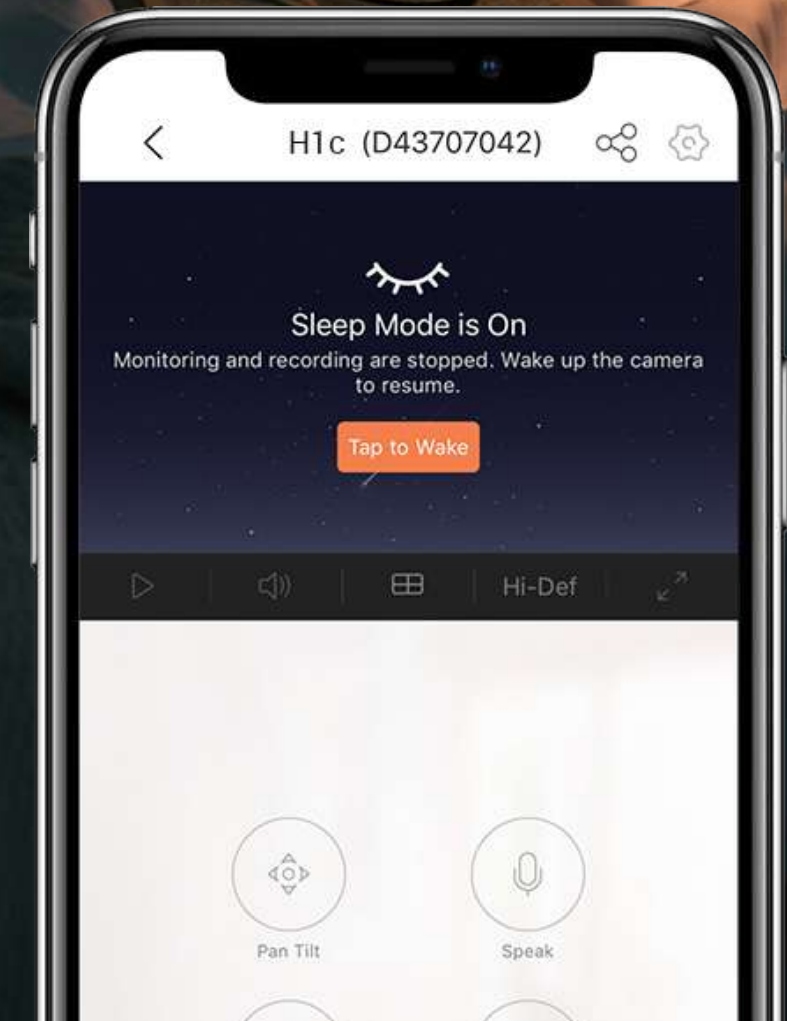 H1c (D43707042)
Sleep Mode is On
Monitoring and recording are stopped. Wake up the camera
to resume.
Tap to Wake
Hi-Def
Pan Tilt
Speak